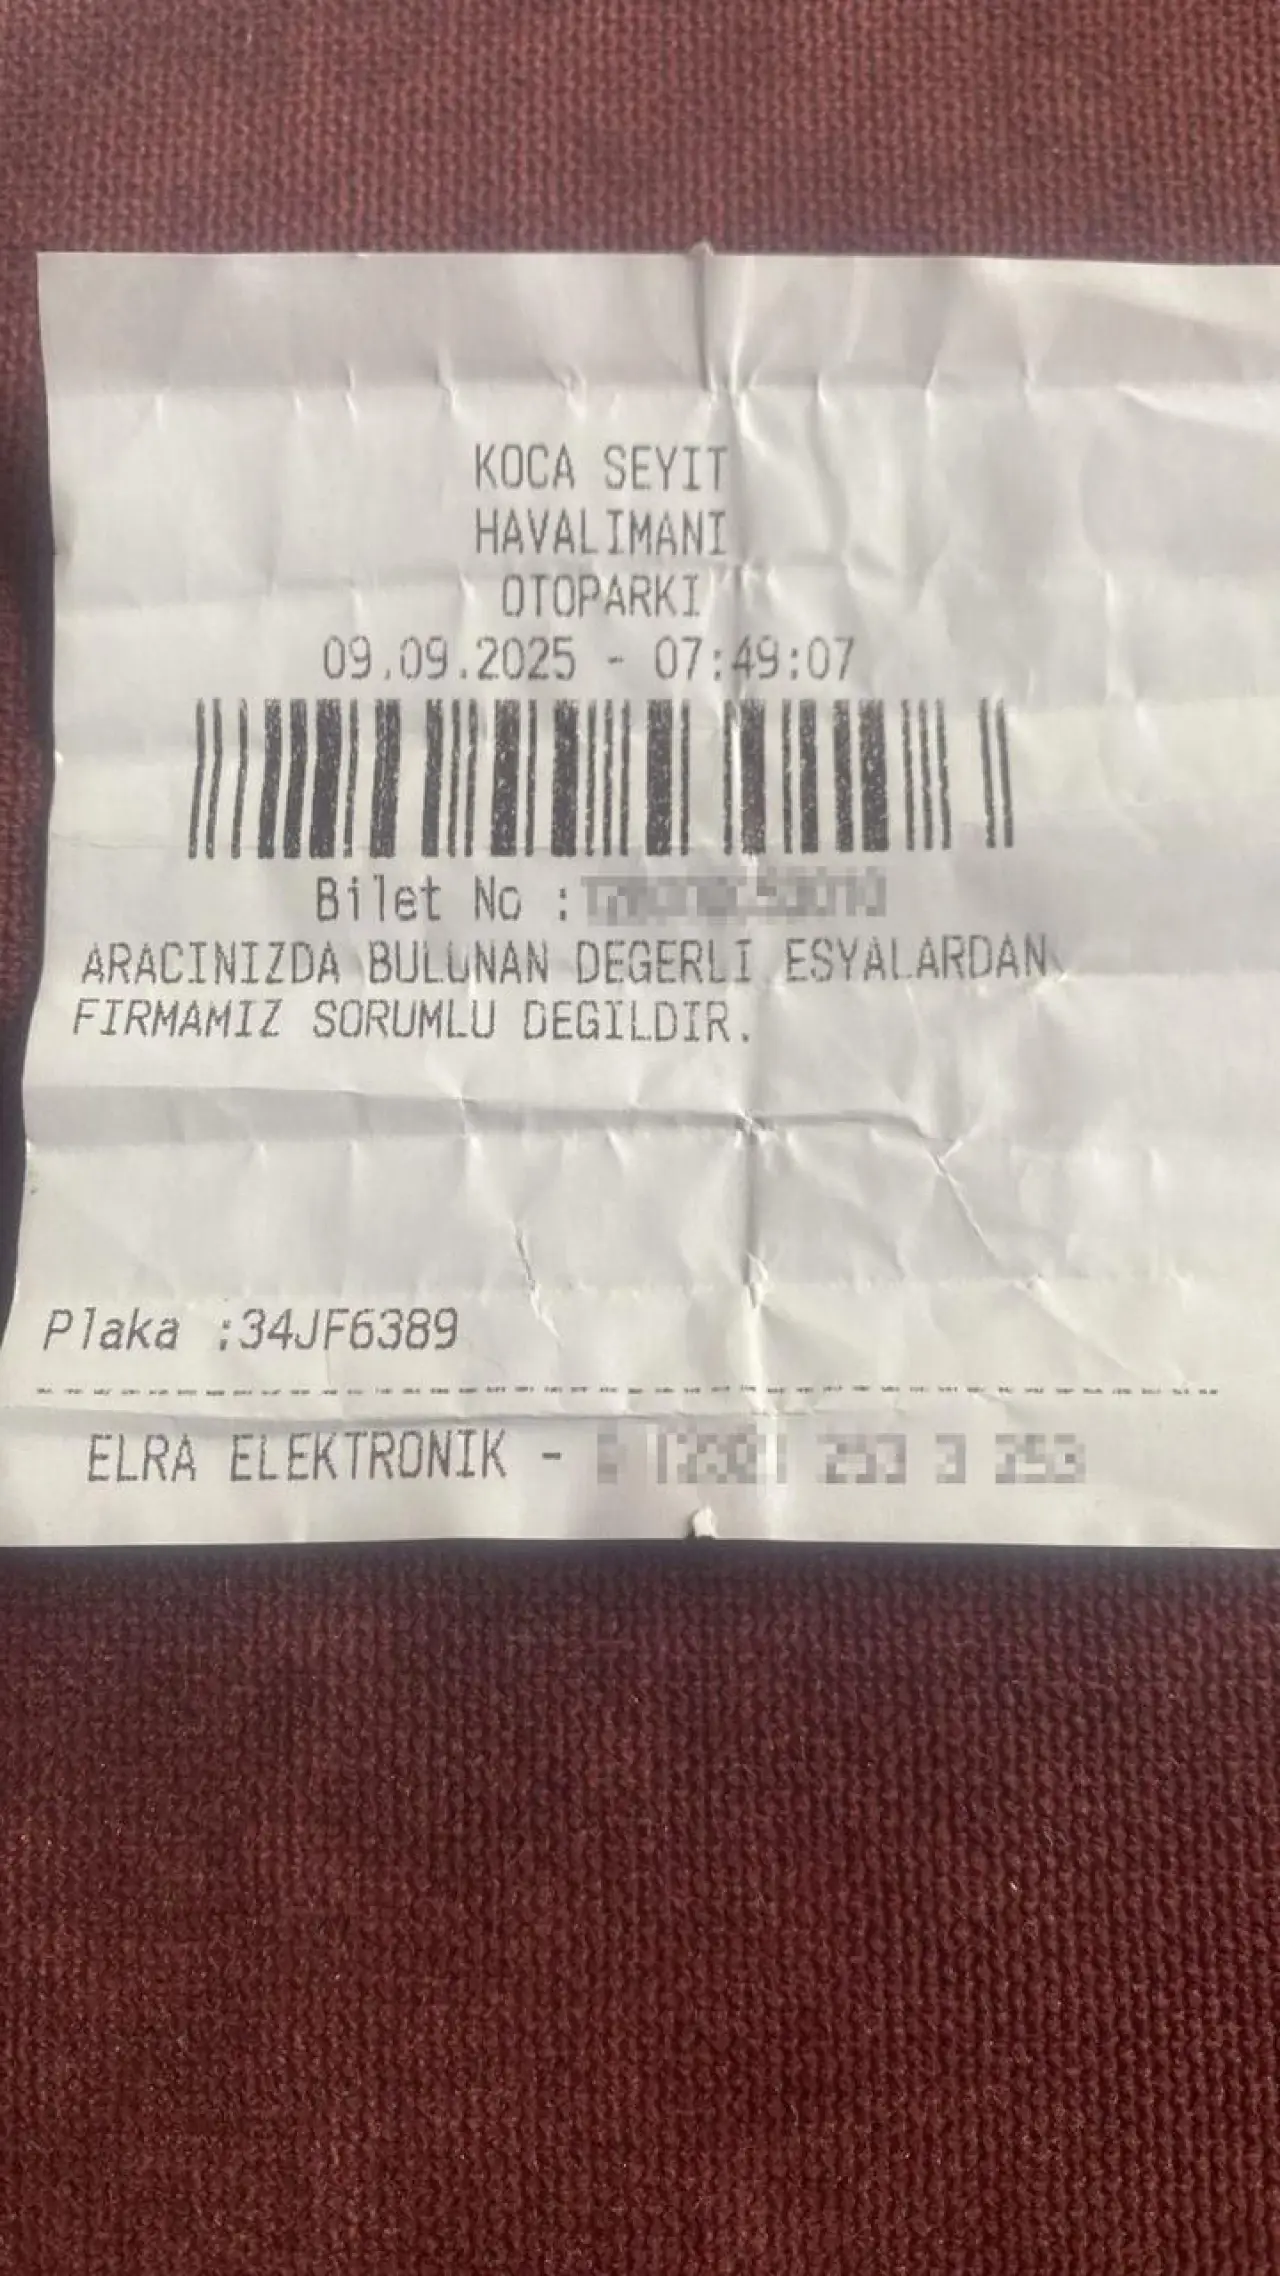 KOCA SEYIT
HAVALIMANI
OTOPARKI
09.09.2025 - 07:49:07
Bilet No :
ARACINIZDA BULUNAN DEGERLI ESYALARDAN
FIRMAMIZ SORUMLU DEGILDIR.
Plaka :34JF6389
ELRA ELEKTRONIK -